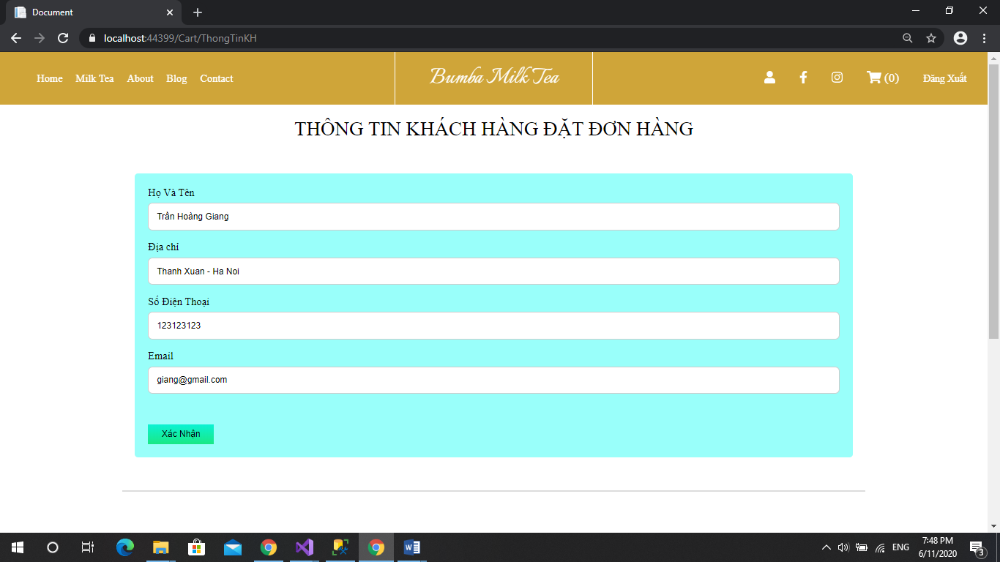 Document
localhost:44399/Cart/ThongTinKH
Home Milk Tea About Blog Contact
Bumba Milk Tea
(0) Đăng Xuất
THÔNG TIN KHÁCH HÀNG ĐẶT ĐƠN HÀNG
Họ Và Tên
Trần Hoàng Giang
Địa chỉ
Thanh Xuan - Ha Noi
Số Điện Thoại
123123123
Email
giang@gmail.com
Xác Nhận
ENG
7:48 PM
6/11/2020
3